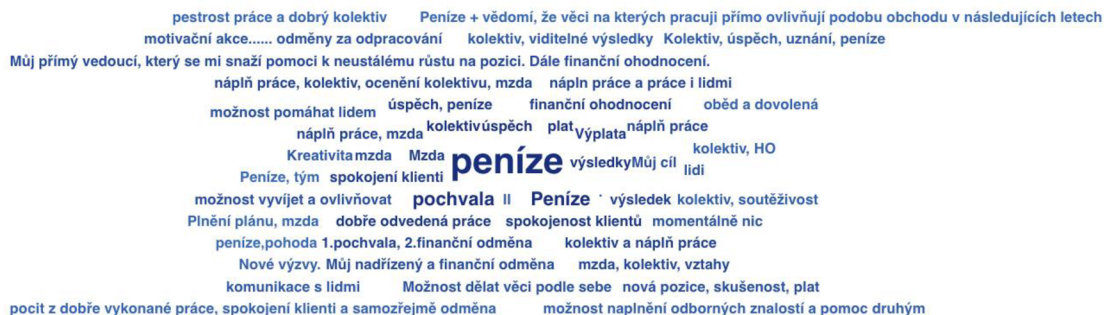 pestrost práce a dobrý kolektiv Peníze + vědomí, že věci na kterých pracuji přímo ovlivňují podobu obchodu v následujících letech
motivační akce...... odměny za odpracování kolektiv, viditelné výsledky Kolektiv, úspěch, uznání, peníze
Můj přímý vedoucí, který se mi snaží pomoci k neustálému růstu na pozici. Dále finanční ohodnocení.
náplň práce, kolektiv, ocenění kolektivu, mzda nápln práce a práce i lidmi
možnost pomáhat lidem úspěch, peníze finanční ohodnocení oběd a dovolená
náplň práce, mzda kolektiv úspěch plat Výplata náplň práce
Kreativita mzda Mzda peníze výsledky Můj cíl kolektiv, HO
Peníze, tým spokojení klienti lidi
možnost vyvíjet a ovlivňovat pochvala II Peníze . výsledek kolektiv, soutěživost
Plnění plánu, mzda dobře odvedená práce spokojenost klientů momentálně nic
peníze,pohoda 1.pochvala, 2.finanční odměna kolektiv a náplň práce
Nové výzvy. Můj nadřízený a finanční odměna mzda, kolektiv, vztahy
komunikace s lidmi Možnost dělat věci podle sebe nová pozice, skušenost, plat
pocit z dobře vykonané práce, spokojení klienti a samozřejmě odměna možnost naplnění odborných znalostí a pomoc druhým